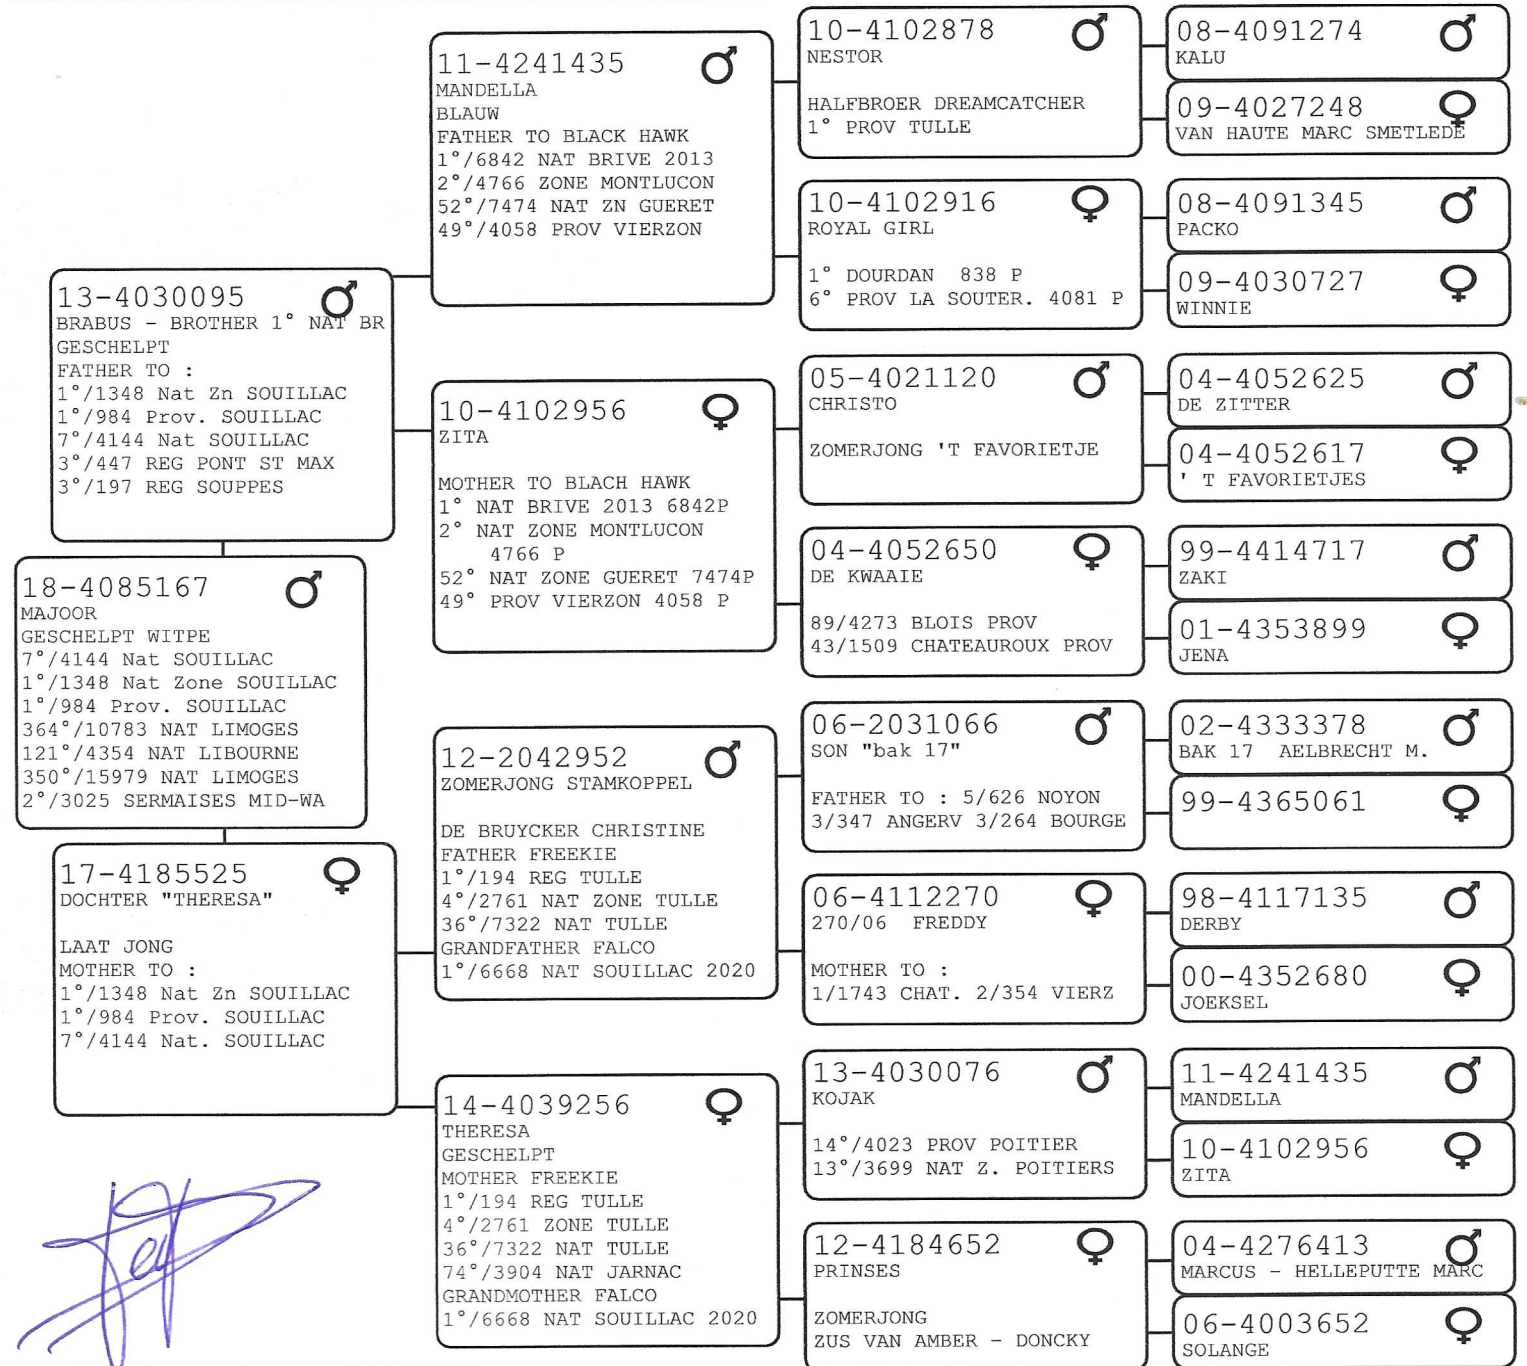 13-4030095
BRABUS - BROTHER 1° NAT BR
GESCHELPT
FATHER TO :
1°/1348 Nat Zn SOUILLAC
1°/984 Prov. SOUILLAC
7°/4144 Nat SOUILLAC
3°/447 REG PONT ST MAX
3°/197 REG SOUPPES
18-4085167
MAJOOR
GESCHELPT WITPE
7°/4144 Nat SOUILLAC
1°/1348 Nat Zone SOUILLAC
1°/984 Prov. SOUILLAC
364°/10783 NAT LIMOGES
121°/4354 NAT LIBOURNE
350°/15979 NAT LIMOGES
2°/3025 SERMAISES MID-WA
17-4185525
DOCHTER "THERESA"
LAAT JONG
MOTHER TO :
1°/1348 Nat Zn SOUILLAC
1°/984 Prov. SOUILLAC
7°/4144 Nat. SOUILLAC
11-4241435
MANDELLA
BLAUW
FATHER TO BLACK HAWK
1°/6842 NAT BRIVE 2013
2°/4766 ZONE MONTLUCON
52°/7474 NAT ZN GUERET
49°/4058 PROV VIERZON
10-4102956
ZITA
MOTHER TO BLACH HAWK
1° NAT BRIVE 2013 6842P
2° NAT ZONE MONTLUCON
4766 P
52° NAT ZONE GUERET 7474P
49° PROV VIERZON 4058 P
12-2042952
ZOMERJONG STAMKOPPEL
DE BRUYCKER CHRISTINE
FATHER FREEKIE
1°/194 REG TULLE
4°/2761 NAT ZONE TULLE
36°/7322 NAT TULLE
GRANDFATHER FALCO
1°/6668 NAT SOUILLAC 2020
14-4039256
THERESA
GESCHELPT
MOTHER FREEKIE
1°/194 REG TULLE
4°/2761 ZONE TULLE
36°/7322 NAT TULLE
74°/3904 NAT JARNAC
GRANDMOTHER FALCO
1°/6668 NAT SOUILLAC 2020
10-4102878
NESTOR
HALFBROER DREAMCATCHER
1° PROV TULLE
10-4102916
ROYAL GIRL
1° DOURDAN 838 P
6° PROV LA SOUTER. 4081 P
05-4021120
CHRISTO
ZOMERJONG 'T FAVORIETJE
04-4052650
DE KWAAIE
89/4273 BLOIS PROV
43/1509 CHATEAUROUX PROV
06-2031066
SON "bak 17"
FATHER TO : 5/626 NOYON
3/347 ANGERV 3/264 BOURGE
06-4112270
270/06 FREDDY
MOTHER TO :
1/1743 CHAT. 2/354 VIERZ
13-4030076
KOJAK
14°/4023 PROV POITIER
13°/3699 NAT Z. POITIERS
12-4184652
PRINSES
ZOMERJONG
ZUS VAN AMBER - DONCKY
08-4091274
KALU
09-4027248
VAN HAUTE MARC SMETLEDE
08-4091345
PACKO
09-4030727
WINNIE
04-4052625
DE ZITTER
04-4052617
' T FAVORIETJES
99-4414717
ZAKI
01-4353899
JENA
02-4333378
BAK 17 AELBRECHT M.
99-4365061
98-4117135
DERBY
00-4352680
JOEKSEL
11-4241435
MANDELLA
10-4102956
ZITA
04-4276413
MARCUS - HELLEPUTTE MARC
06-4003652
SOLANGE